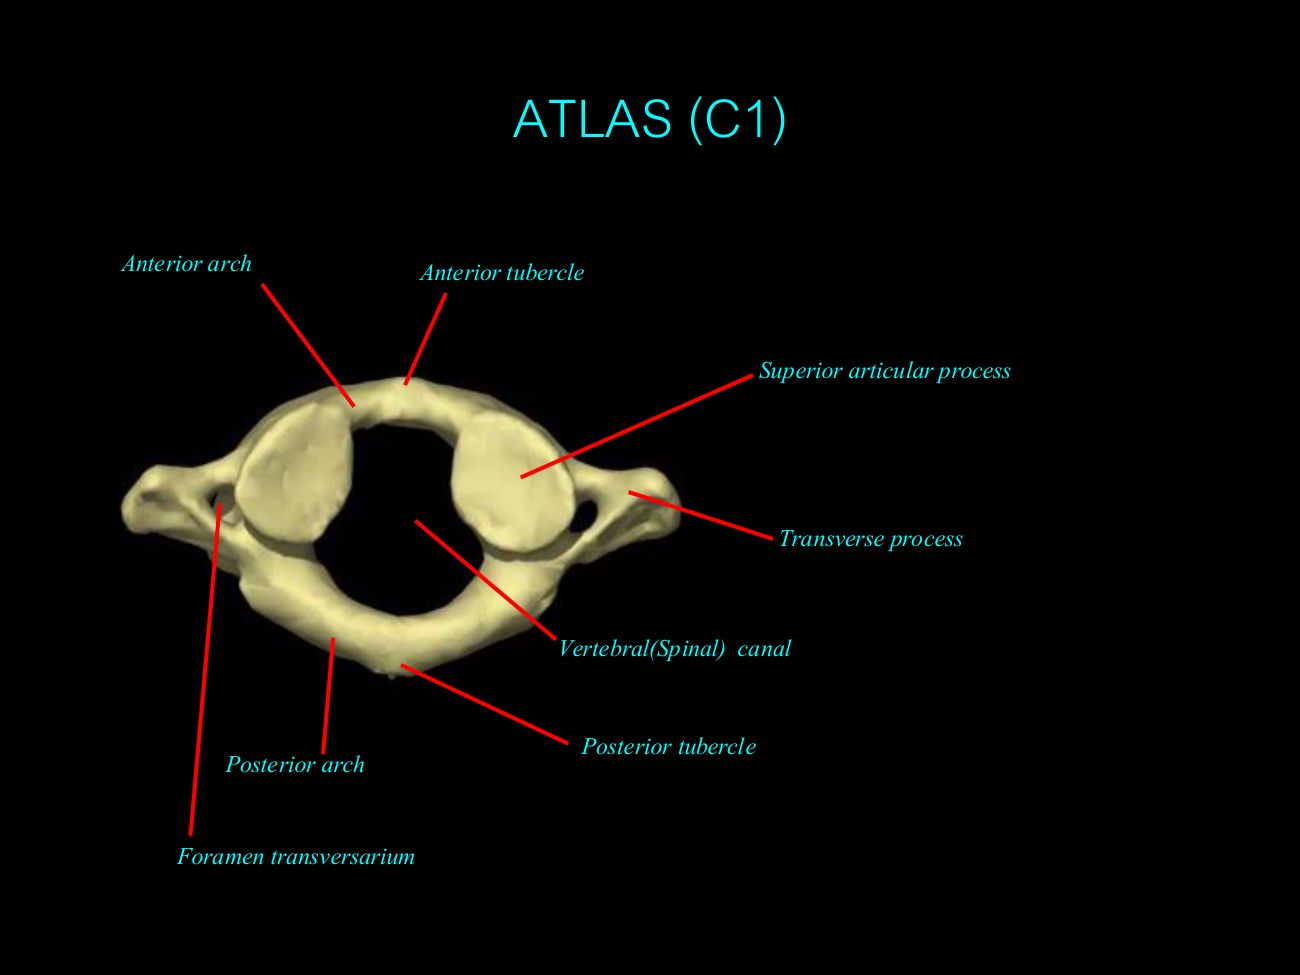 ATLAS (C1)
Anterior arch
Anterior tubercle
Superior articular process
Transverse process
Vertebral(Spinal)  canal
Posterior tubercle
Posterior arch
Foramen transversarium